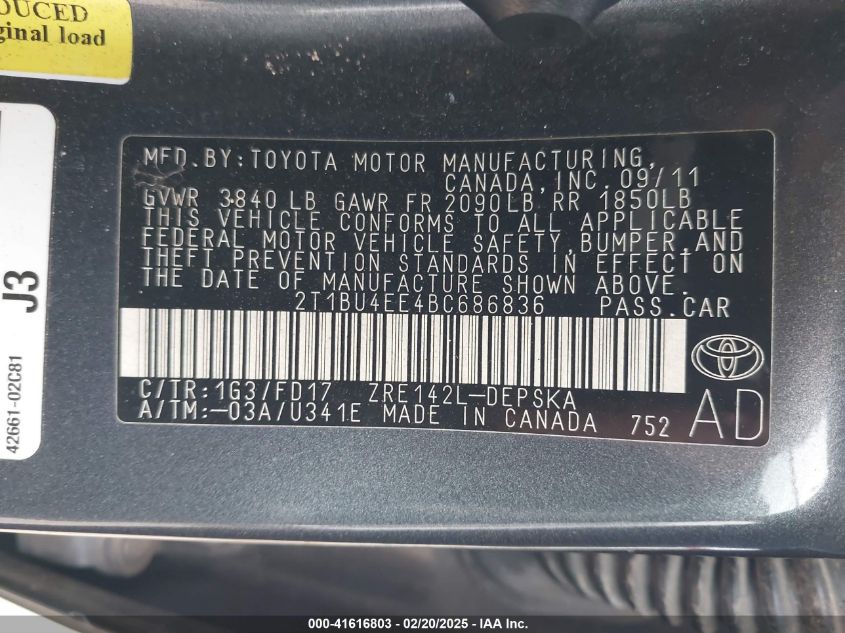 DUCED
ginal load
J3
42661-02C81
MFD.BY:TOYOTA MOTOR MANUFACTURING,
CANADA,INC.09/11
GVWR 3840 LB GAWR FR 2090LB RR 1850LB
THIS VEHICLE CONFORMS TO ALL APPLICABLE
FEDERAL MOTOR VEHICLE SAFETY,BUMPER,AND
THEFT PREVENTION STANDARDS IN EFFECT ON
THE DATE OF MANUFACTURE SHOWN ABOVE.
2T1BU4EE4BC686836 PASS.CAR
C/TR:1G3/FD17 ZRE142L-DEPSKA
A/TM:-03A/U341E MADE IN CANADA 752 AD
000-41616803 - 02/20/2025 - IAA Inc.